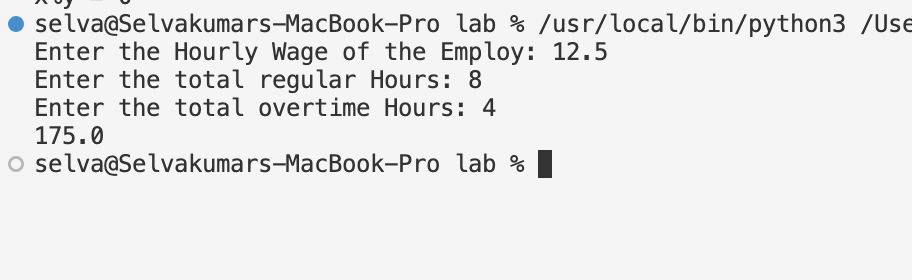 selva@Selvakumars-MacBook-Pro lab % /usr/local/bin/python3 /Use
Enter the Hourly Wage of the Employ: 12.5
Enter the total regular Hours: 8
Enter the total overtime Hours: 4
175.0
selva@Selvakumars-MacBook-Pro lab %